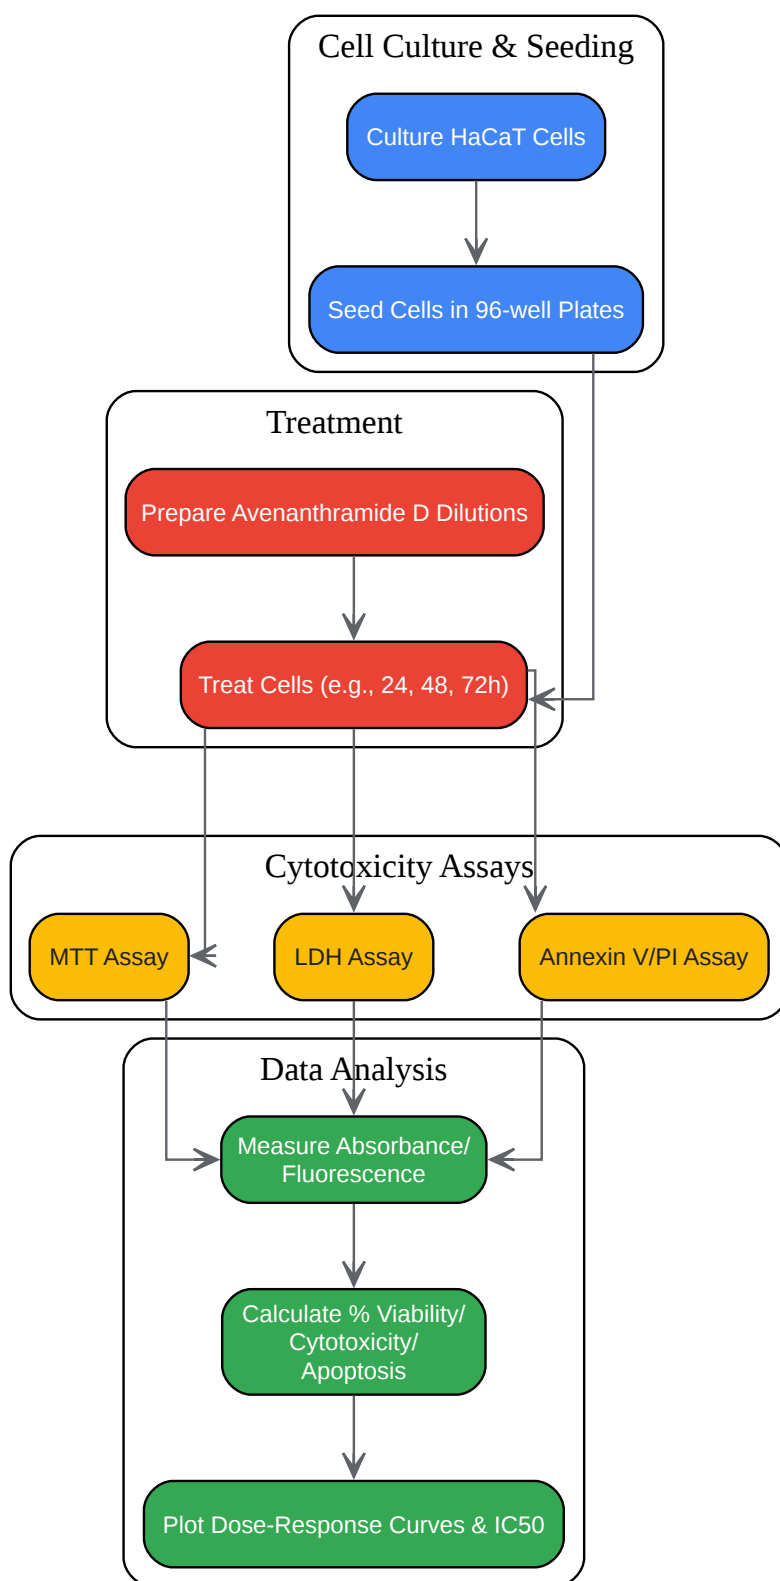 Cell Culture & Seeding
Culture HaCaT Cells
Seed Cells in 96-well Plates
Treatment
Prepare Avenanthramide D Dilutions
Treat Cells (e.g., 24, 48, 72h)
Cytotoxicity Assays
MTT Assay
LDH Assay
Annexin V/PI Assay
Data Analysis
Measure Absorbance/
Fluorescence
Calculate % Viability/
Cytotoxicity/
Apoptosis
Plot Dose-Response Curves & IC50